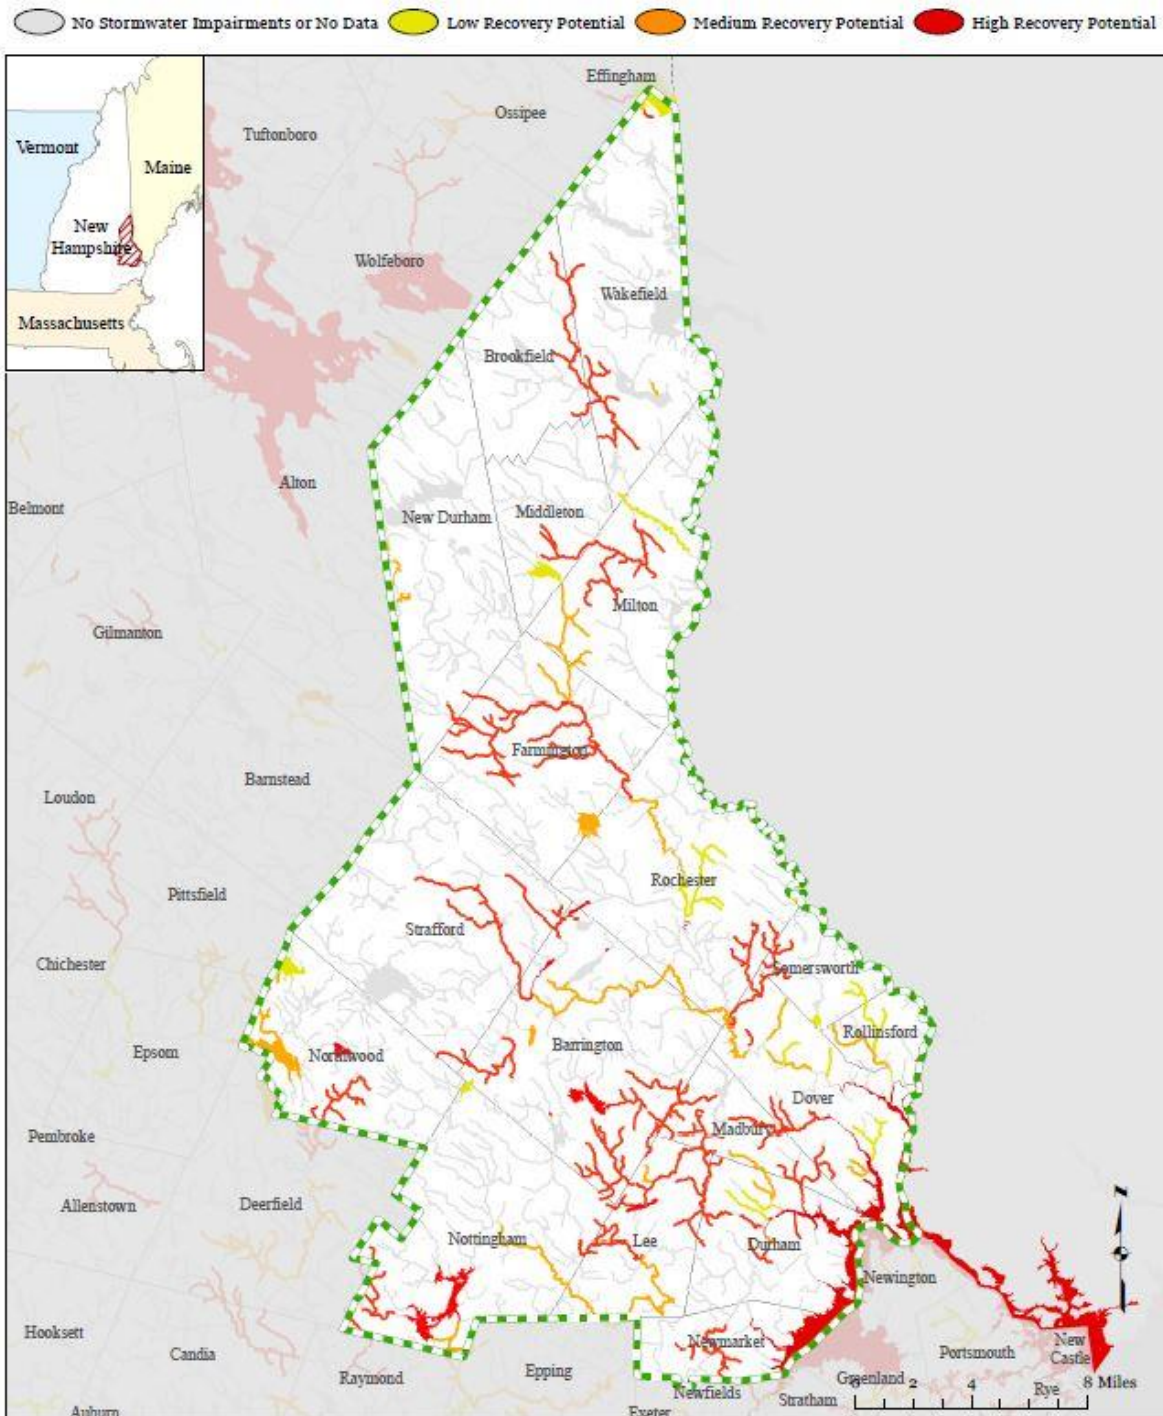 No Stormwater Impairments or No Data Low Recovery Potential Medium Recovery Potential High Recovery Potential
Effingham
Ossipee
Tuftonboro
Vermont
Maine
New
Hampshire
Massachusetts
Wolfeboro
Wakefield
Brookfield
Alton
Belmont
New Durham
Middleton
Milton
Gilmanton
Farmington
Barnstead
Loudon
Rochester
Pittsfield
Strafford
Chichester
Somersworth
Rollinsford
Epsom
Northwood
Barrington
Dover
Pembroke
Madbury
Allenstown
Deerfield
Nottingham
Lee
Durham
Newington
Hooksett
Candia
Newmarket
Portsmouth
New
Castle
Raymond
Epping
Greenland
Newfields
Stratham
Rye
0 2 4 8 Miles
Auburn
Exeter
N